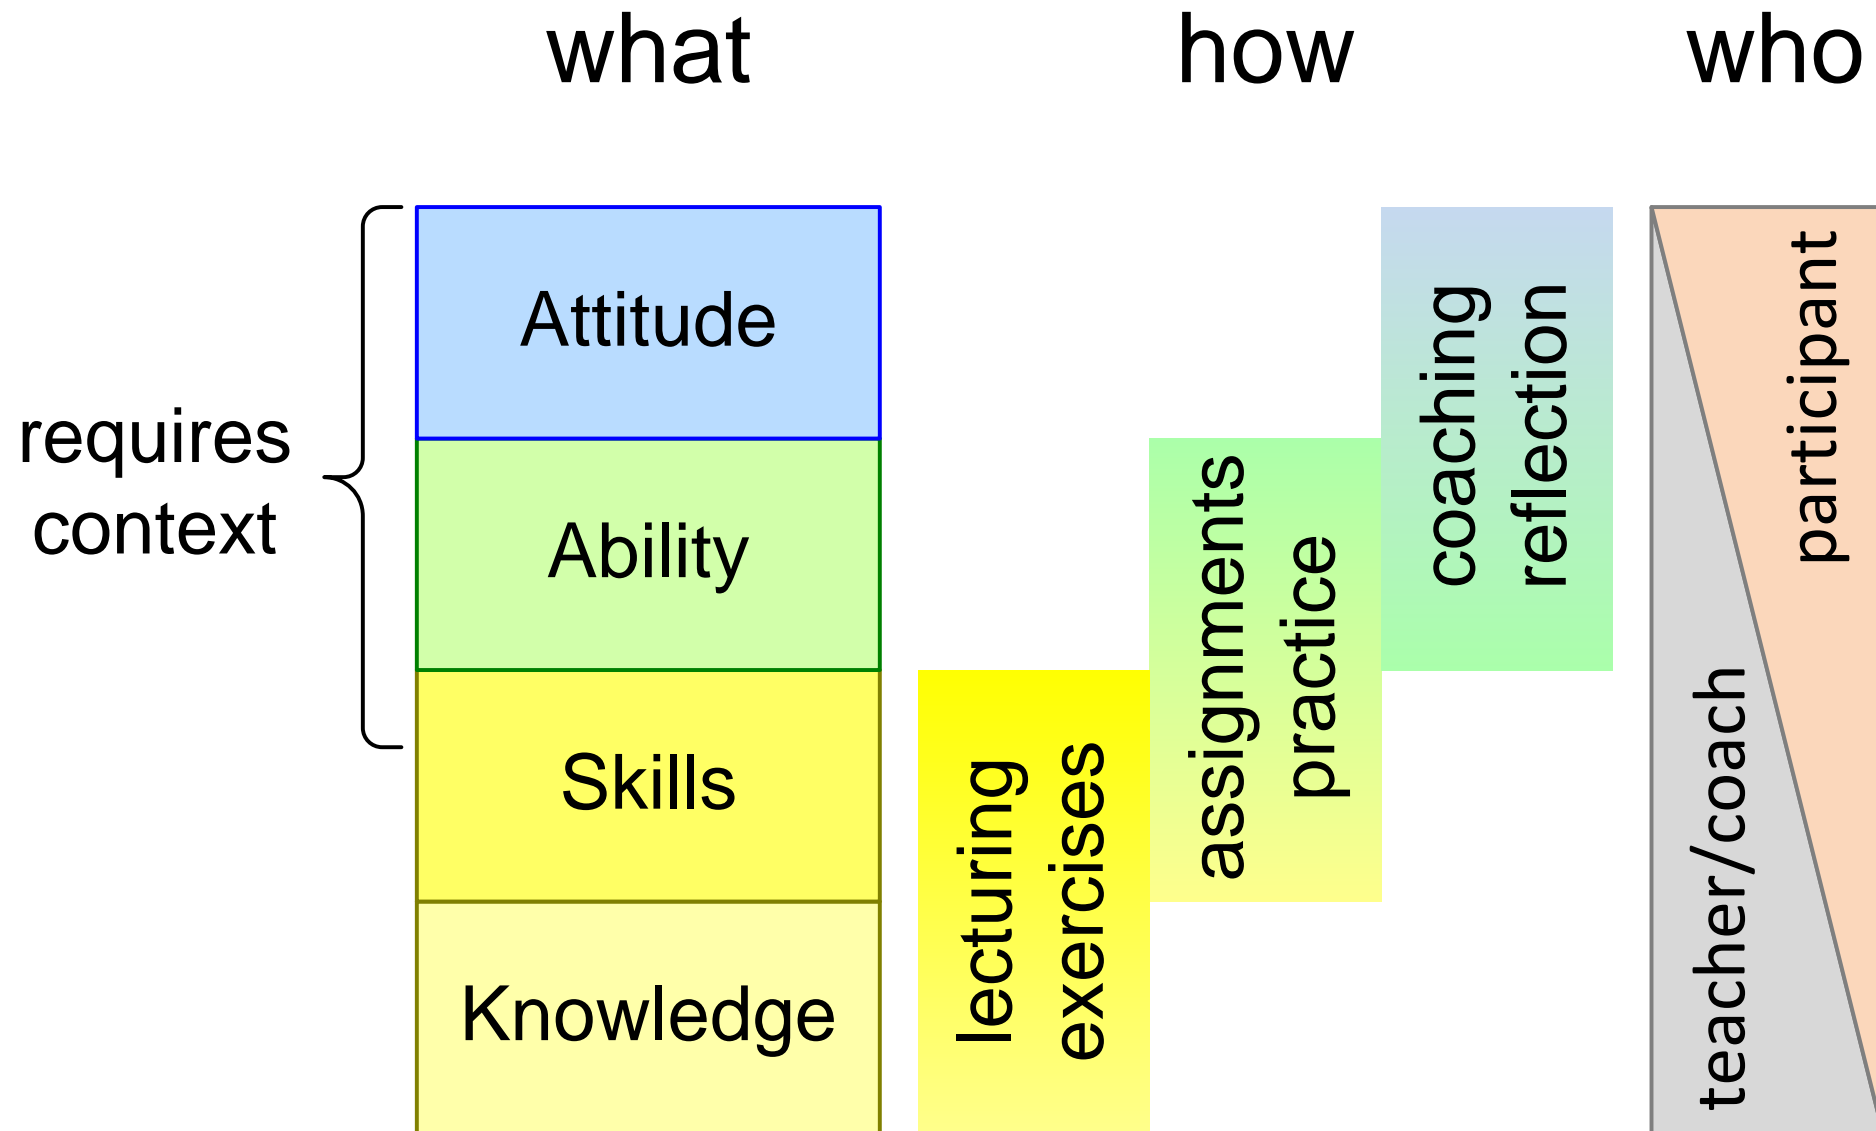 what
how
who
requires
context
Attitude
Ability
Skills
Knowledge
lecturing
exercises
assignments
practice
coaching
reflection
teacher/coach
participant